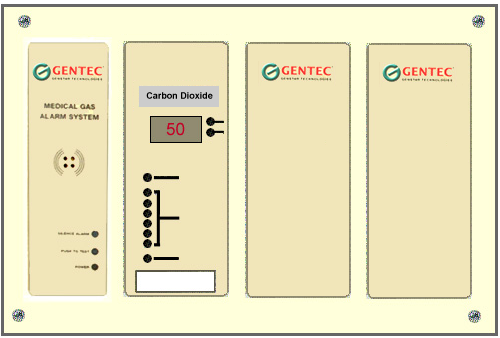 GENTEC
GENSTAR TECHNOLOGIES
MEDICAL GAS
ALARM SYSTEM
SILENCE ALARM
PUSH TO TEST
POWER
Carbon Dioxide
50
GENTEC
GENSTAR TECHNOLOGIES
GENTEC
GENSTAR TECHNOLOGIES